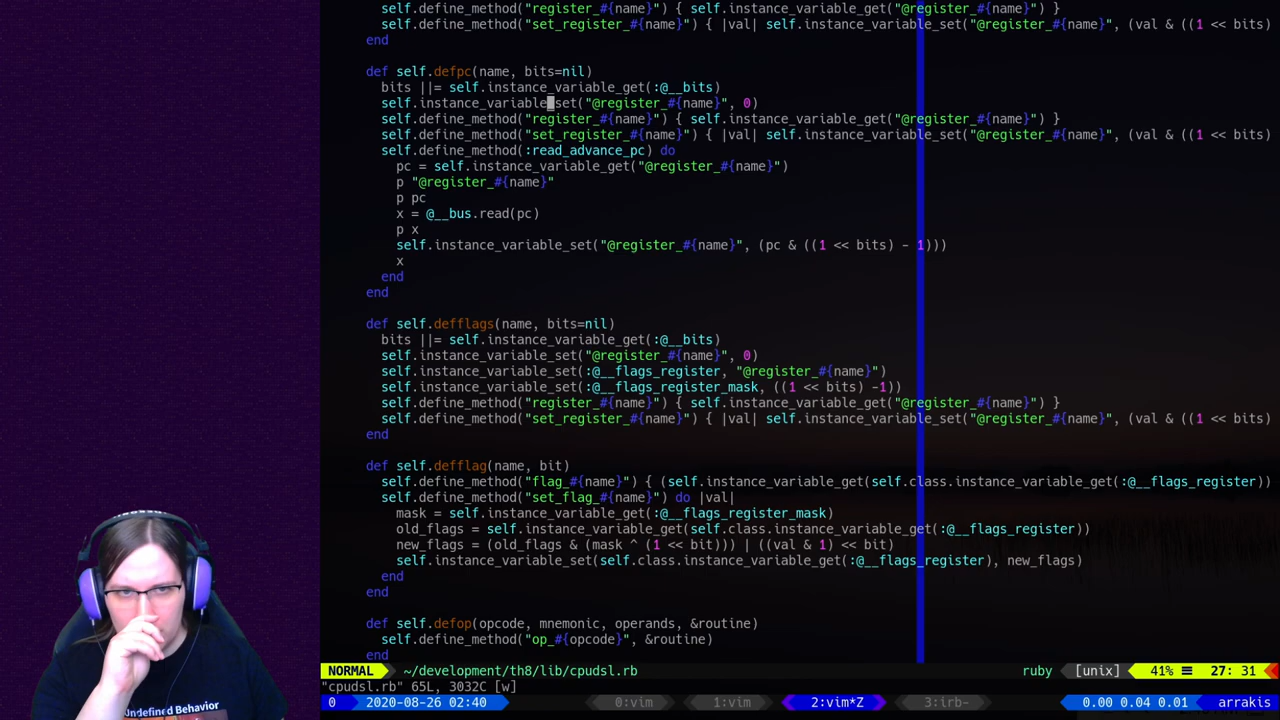 self.define_method("register_#{name}") { self.instance_variable_get("@register_#{name}") }
self.define_method("set_register_#{name}") { |val| self.instance_variable_set("@register_#{name}", (val & ((1 << bits)
end
def self.defpc(name, bits=nil)
bits ||= self.instance_variable_get(:@__bits)
self.instance_variable_set("@register_#{name}", 0)
self.define_method("register_#{name}") { self.instance_variable_get("@register_#{name}") }
self.define_method("set_register_#{name}") { |val| self.instance_variable_set("@register_#{name}", (val & ((1 << bits)
self.define_method(:read_advance_pc) do
pc = self.instance_variable_get("@register_#{name}")
p "@register_#{name}"
p pc
x = @__bus.read(pc)
p x
self.instance_variable_set("@register_#{name}", (pc & ((1 << bits) - 1)))
x
end
end
def self.defflags(name, bits=nil)
bits ||= self.instance_variable_get(:@__bits)
self.instance_variable_set("@register_#{name}", 0)
self.instance_variable_set(:@__flags_register, "@register_#{name}")
self.instance_variable_set(:@__flags_register_mask, ((1 << bits) -1))
self.define_method("register_#{name}") { self.instance_variable_get("@register_#{name}") }
self.define_method("set_register_#{name}") { |val| self.instance_variable_set("@register_#{name}", (val & ((1 << bits)
end
def self.defflag(name, bit)
self.define_method("flag_#{name}") { (self.instance_variable_get(self.class.instance_variable_get(:@__flags_register))
self.define_method("set_flag_#{name}") do |val|
mask = self.instance_variable_get(:@__flags_register_mask)
old_flags = self.instance_variable_get(self.class.instance_variable_get(:@__flags_register))
new_flags = (old_flags & (mask ^ (1 << bit))) | ((val & 1) << bit)
self.instance_variable_set(self.class.instance_variable_get(:@__flags_register), new_flags)
end
end
def self.defop(opcode, mnemonic, operands, &routine)
self.define_method("op_#{opcode}", &routine)
end
NORMAL ~/development/th8/lib/cpudsl.rb ruby [unix] 41% ≡ 27: 31
"cpudsl.rb" 65L, 3032C [w]
0 2020-08-26 02:40 0:vim 1:vim 2:vim*Z 3:irb- 0.00 0.04 0.01 arrakis
Undefined Behavior